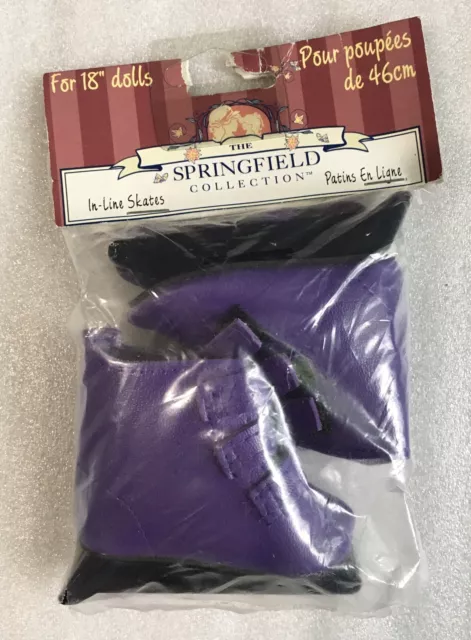 For 18" dolls
Pour poupées
de 46cm
THE
SPRINGFIELD
COLLECTION™
In-Line Skates
Patins En Ligne